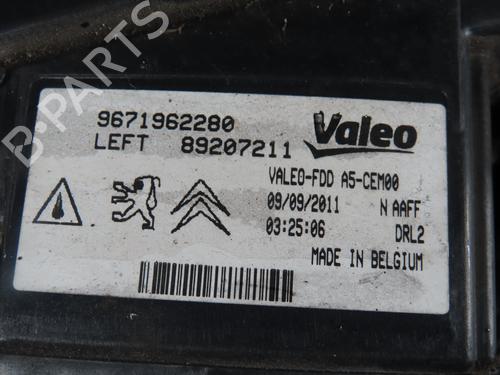 9671962280
LEFT 89207211
Valeo
VALEO-FDD A5-CEM00
09/09/2011 N AAFF
03:25:06 DRL2
MADE IN BELGIUM
B-PARTS